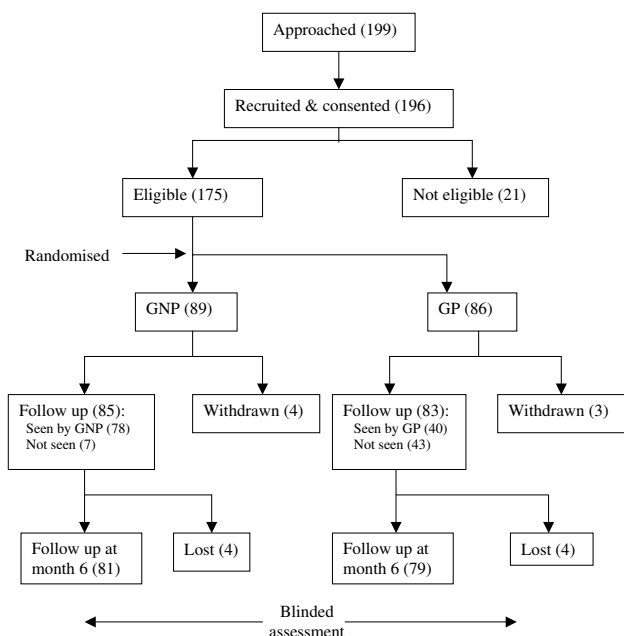 Approached (199)
Recruited & consented (196)
Eligible (175)
Not eligible (21)
Randomised
GNP (89)
GP (86)
Follow up (85):
Seen by GNP (78)
Not seen (7)
Withdrawn (4)
Follow up (83):
Seen by GP (40)
Not seen (43)
Withdrawn (3)
Follow up at
month 6 (81)
Lost (4)
Follow up at
month 6 (79)
Lost (4)
Blinded
assessment